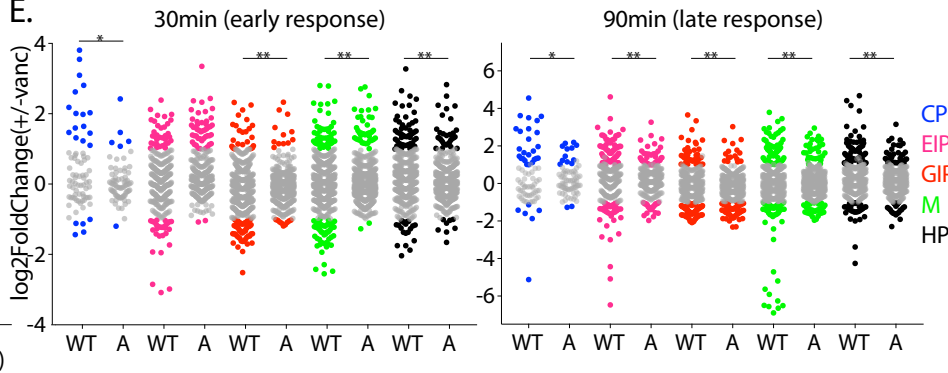 E.
30min (early response)
90min (late response)
log2FoldChange(+/-vanc)
4
2
0
-2
-4
* ** ** **
WT A WT A WT A WT A WT A
6
4
2
0
-2
-4
-6
* ** ** ** **
WT A WT A WT A WT A WT A
CP
EIP
GIP
M
HP
)